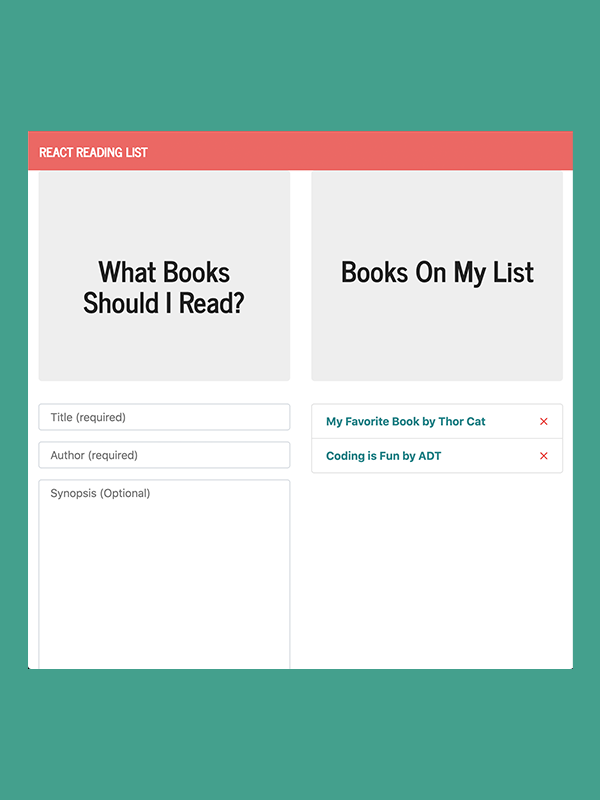 REACT READING LIST
What Books
Should I Read?
Title (required)
Author (required)
Synopsis (Optional)
Books On My List
My Favorite Book by Thor Cat ×
Coding is Fun by ADT ×